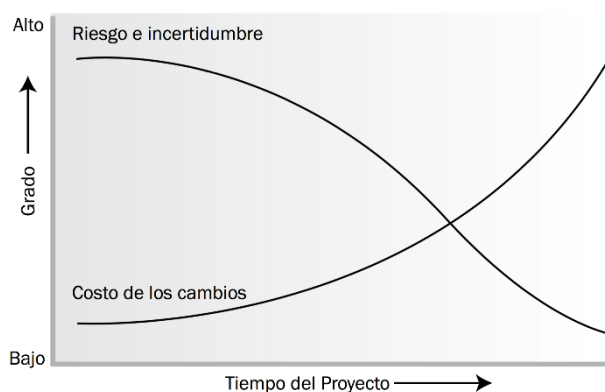 Alto
Riesgo e incertidumbre
Grado
Costo de los cambios
Bajo
Tiempo del Proyecto